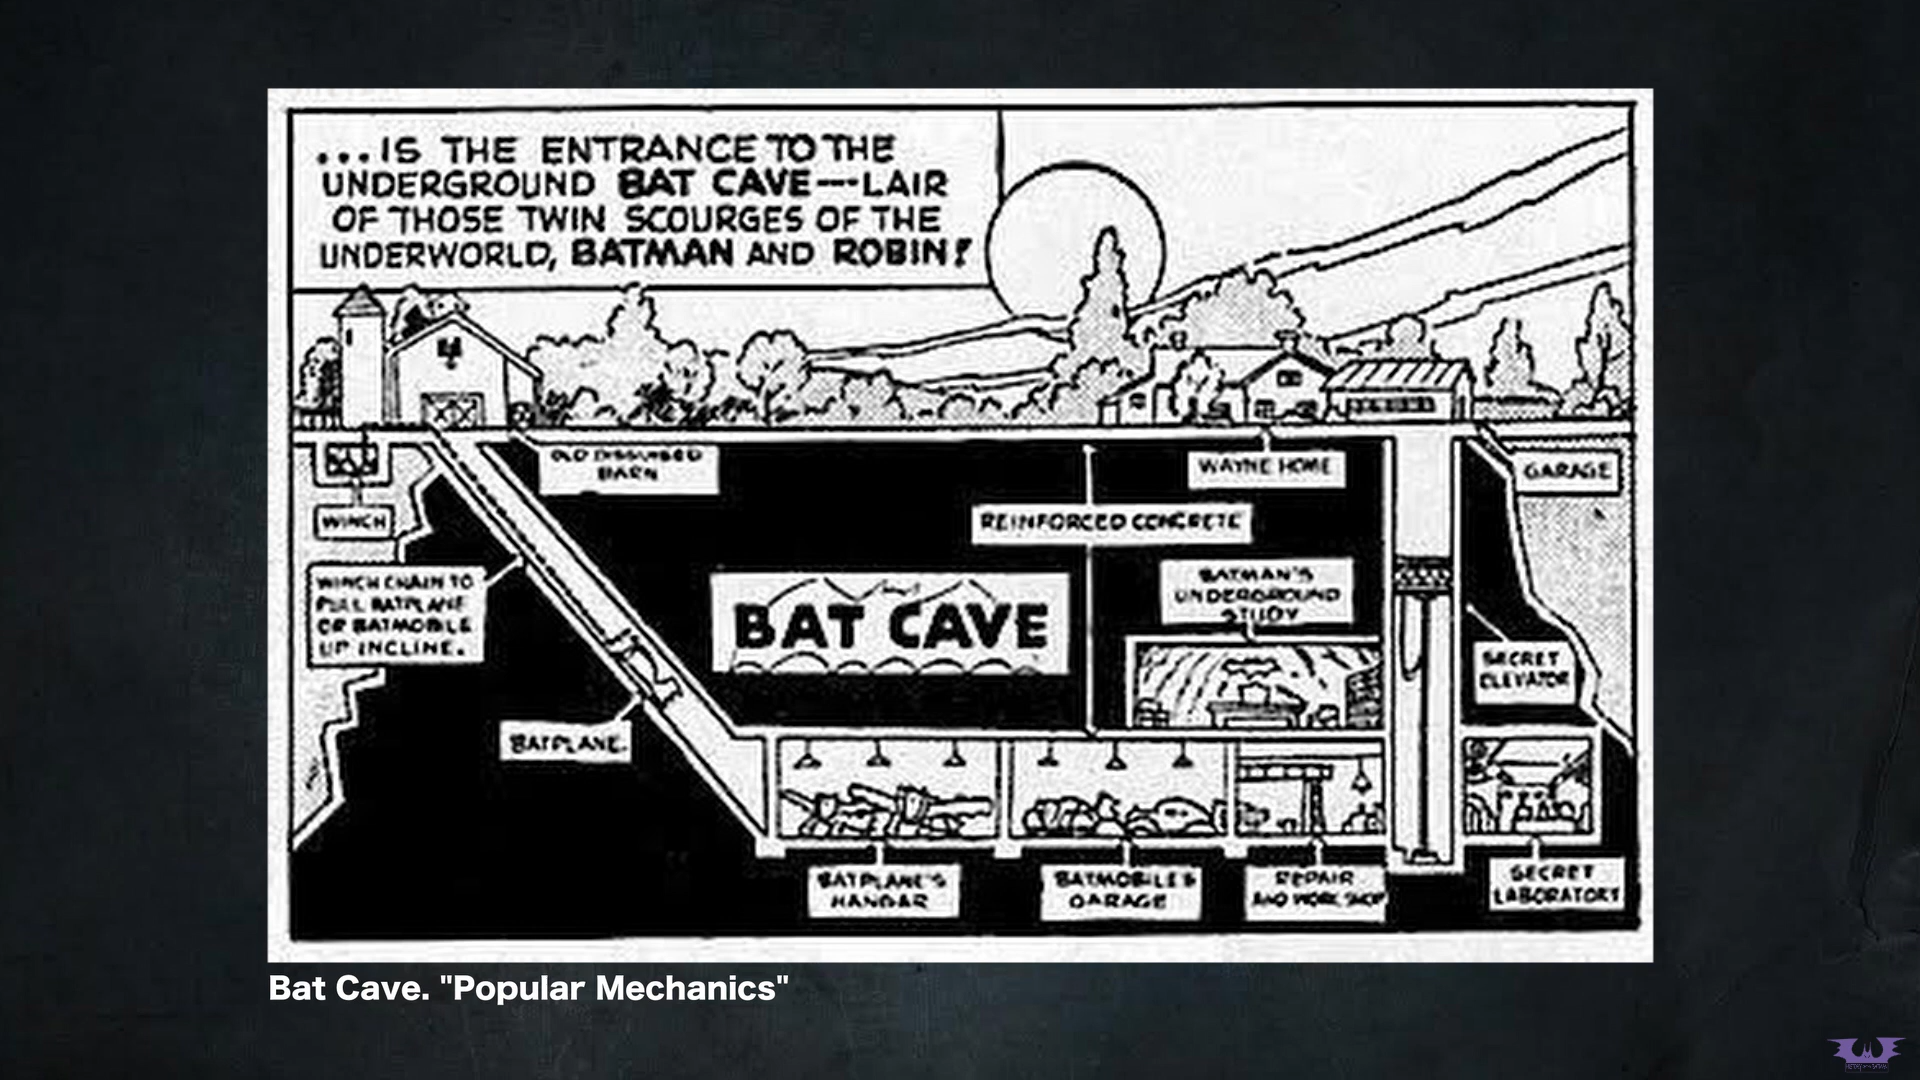 ...IS THE ENTRANCE TO THE
UNDERGROUND BAT CAVE---LAIR
OF THOSE TWIN SCOURGES OF THE
UNDERWORLD, BATMAN AND ROBIN!
OLD DISGUISED
BARN
WAYNE HOME
GARAGE
WINCH
REINFORCED CONCRETE
WINCH CHAIN TO
PULL BATPLANE
OR BATMOBILE
UP INCLINE.
BATMAN'S
UNDERGROUND
STUDY
BAT CAVE
SECRET
ELEVATOR
BATPLANE.
BATPLANE'S
HANGAR
BATMOBILE'S
GARAGE
REPAIR
AND WORK SHOP
SECRET
LABORATORY
Bat Cave. "Popular Mechanics"